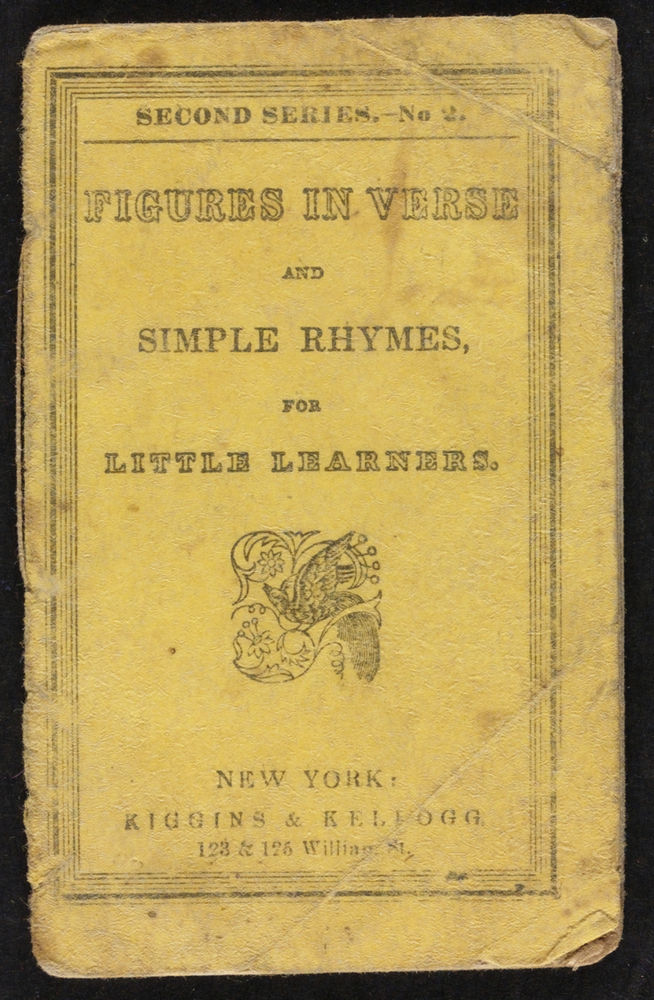 SECOND SERIES.—No 2.
FIGURES IN VERSE
AND
SIMPLE RHYMES,
FOR
LITTLE LEARNERS.
NEW YORK:
KIGGINS & KELLOGG
123 & 125 William St.